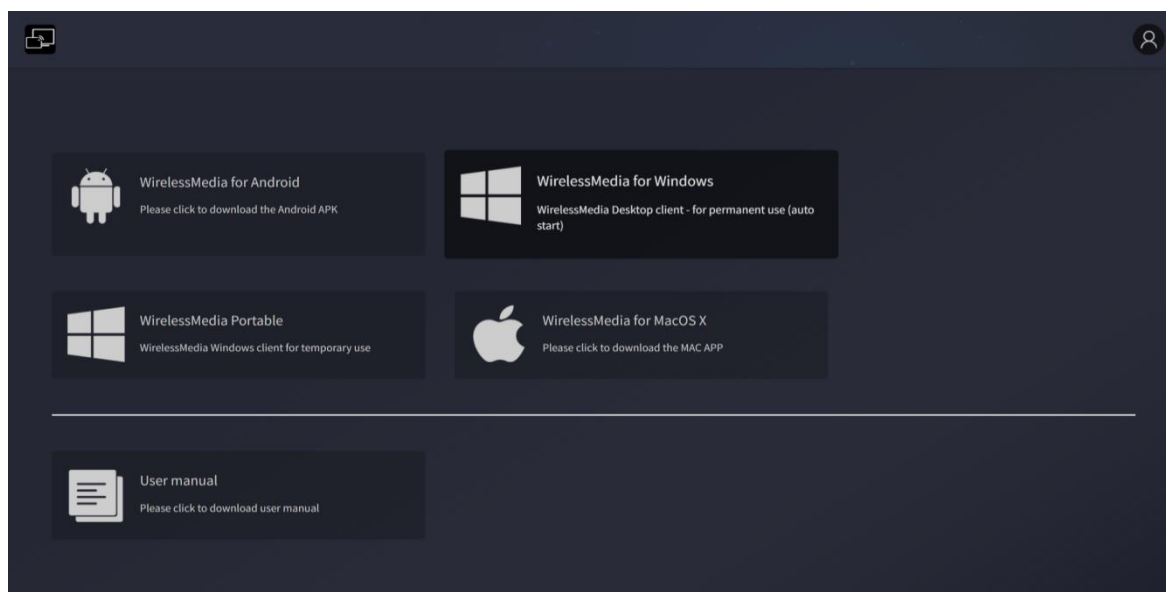 WirelessMedia for Android
Please click to download the Android APK
WirelessMedia for Windows
WirelessMedia Desktop client - for permanent use (auto
start)
WirelessMedia Portable
WirelessMedia Windows client for temporary use
WirelessMedia for MacOS X
Please click to download the MAC APP
User manual
Please click to download user manual